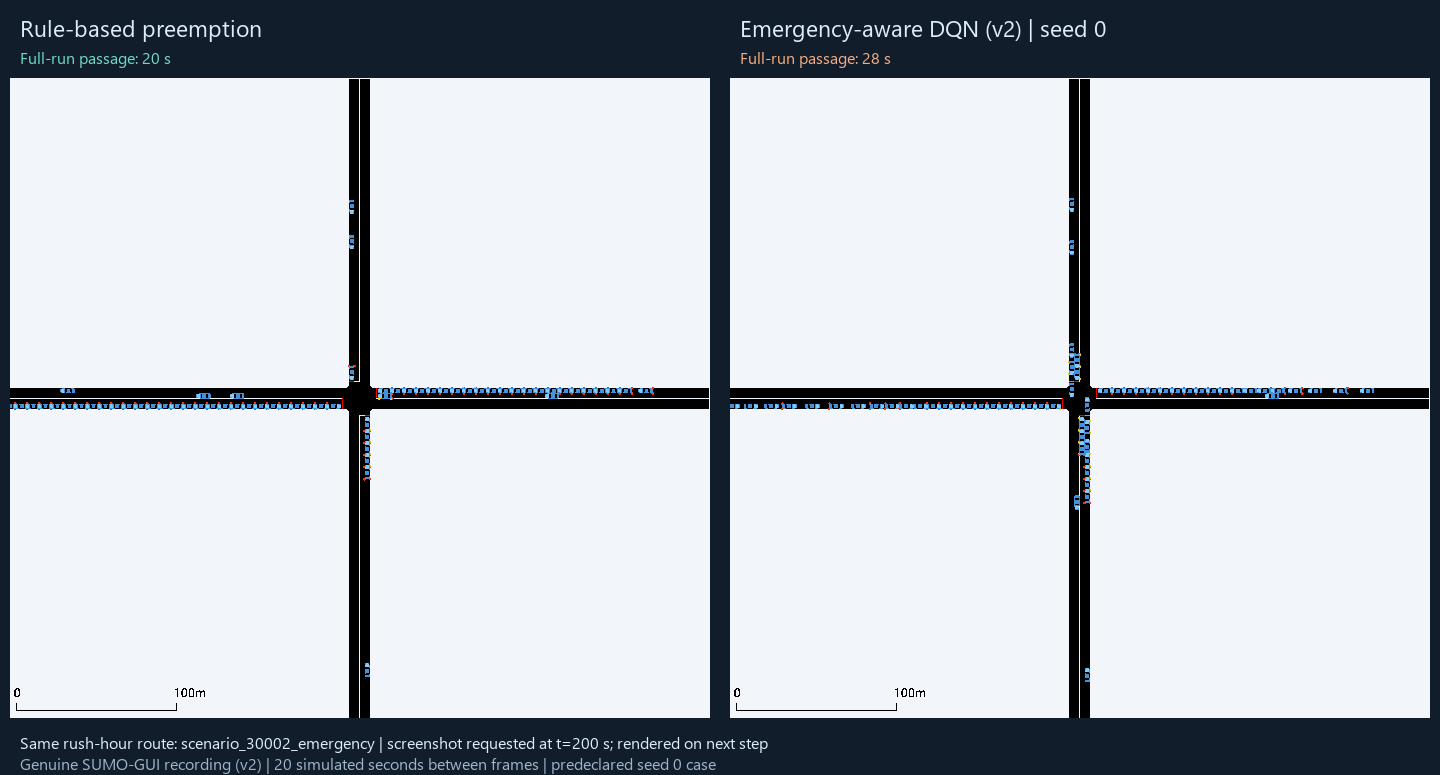 Rule-based preemption
Full-run passage: 20 s
Emergency-aware DQN (v2) | seed 0
Full-run passage: 28 s
0 100m
0 100m
Same rush-hour route: scenario_30002_emergency | screenshot requested at t=200 s; rendered on next step
Genuine SUMO-GUI recording (v2) | 20 simulated seconds between frames | predeclared seed 0 case